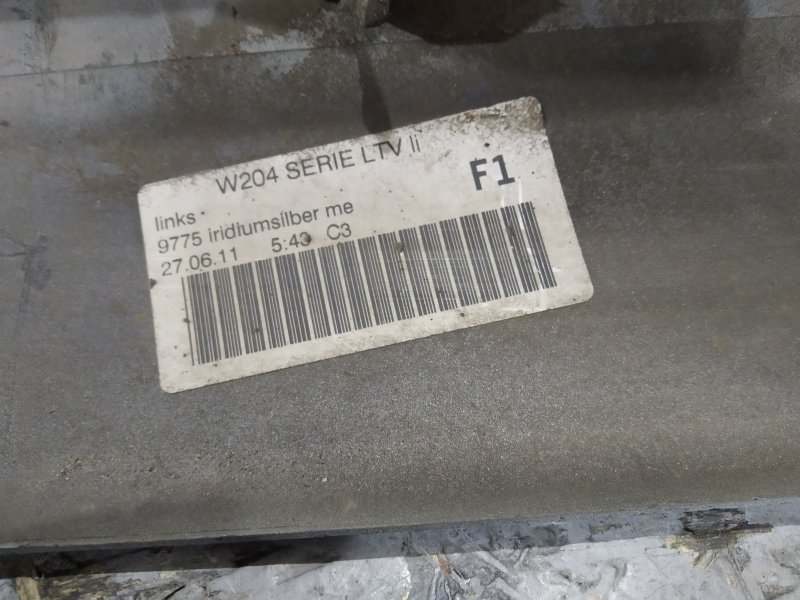 W204 SERIE LTV li
F1
links
9775 iridiumsilber me
27.06.11 5:43 C3